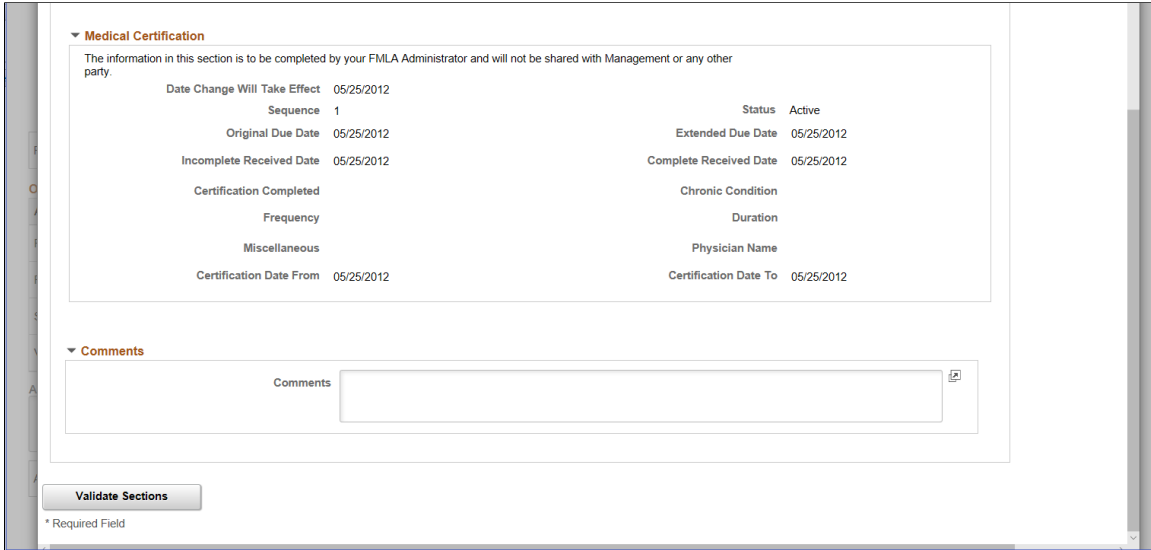 Medical Certification
The information in this section is to be completed by your FMLA Administrator and will not be shared with Management or any other
party.
Date Change Will Take Effect 05/25/2012
Sequence 1 Status Active
Original Due Date 05/25/2012 Extended Due Date 05/25/2012
Incomplete Received Date 05/25/2012 Complete Received Date 05/25/2012
Certification Completed Chronic Condition
Frequency Duration
Miscellaneous Physician Name
Certification Date From 05/25/2012 Certification Date To 05/25/2012
Comments
Comments
Validate Sections
* Required Field